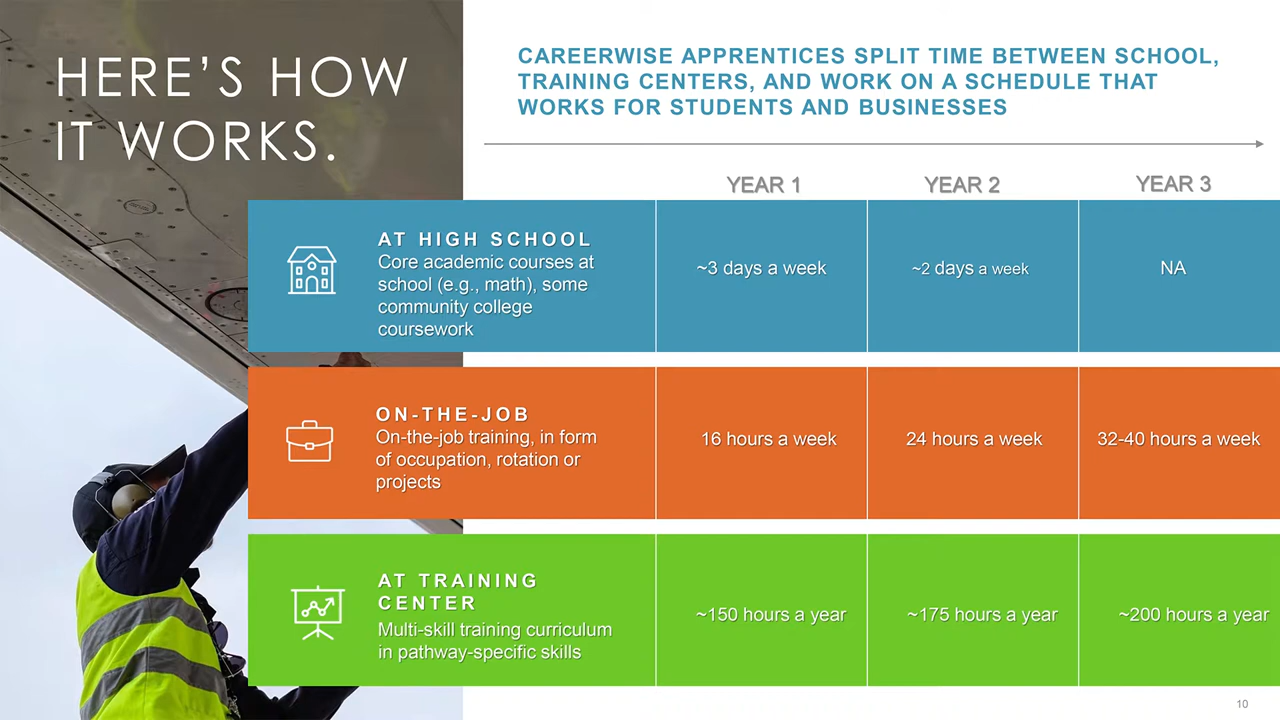 HERE’S HOW
IT WORKS.
CAREERWISE APPRENTICES SPLIT TIME BETWEEN SCHOOL,
TRAINING CENTERS, AND WORK ON A SCHEDULE THAT
WORKS FOR STUDENTS AND BUSINESSES
YEAR 1 YEAR 2 YEAR 3
AT HIGH SCHOOL
Core academic courses at
school (e.g., math), some
community college
coursework
~3 days a week ~2 days a week NA
ON-THE-JOB
On-the-job training, in form
of occupation, rotation or
projects
16 hours a week 24 hours a week 32-40 hours a week
AT TRAINING
CENTER
Multi-skill training curriculum
in pathway-specific skills
~150 hours a year ~175 hours a year ~200 hours a year
10